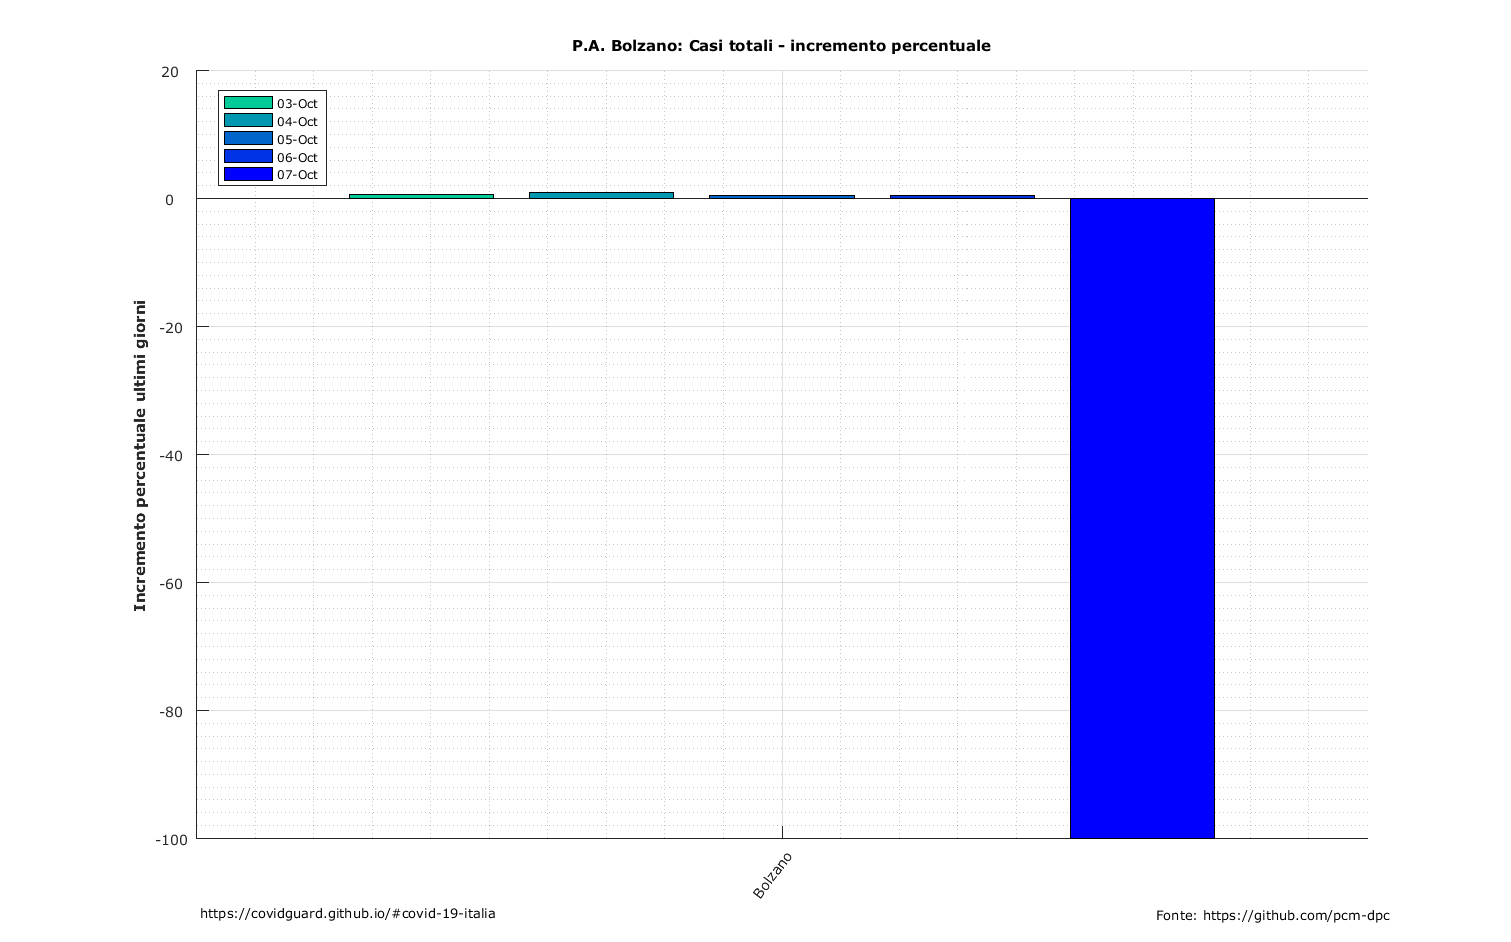 P.A. Bolzano: Casi totali - incremento percentuale
20
03-Oct
04-Oct
05-Oct
06-Oct
07-Oct
0
-20
-40
-60
-80
-100
Incremento percentuale ultimi giorni
Bolzano
https://covidguard.github.io/#covid-19-italia
Fonte: https://github.com/pcm-dpc